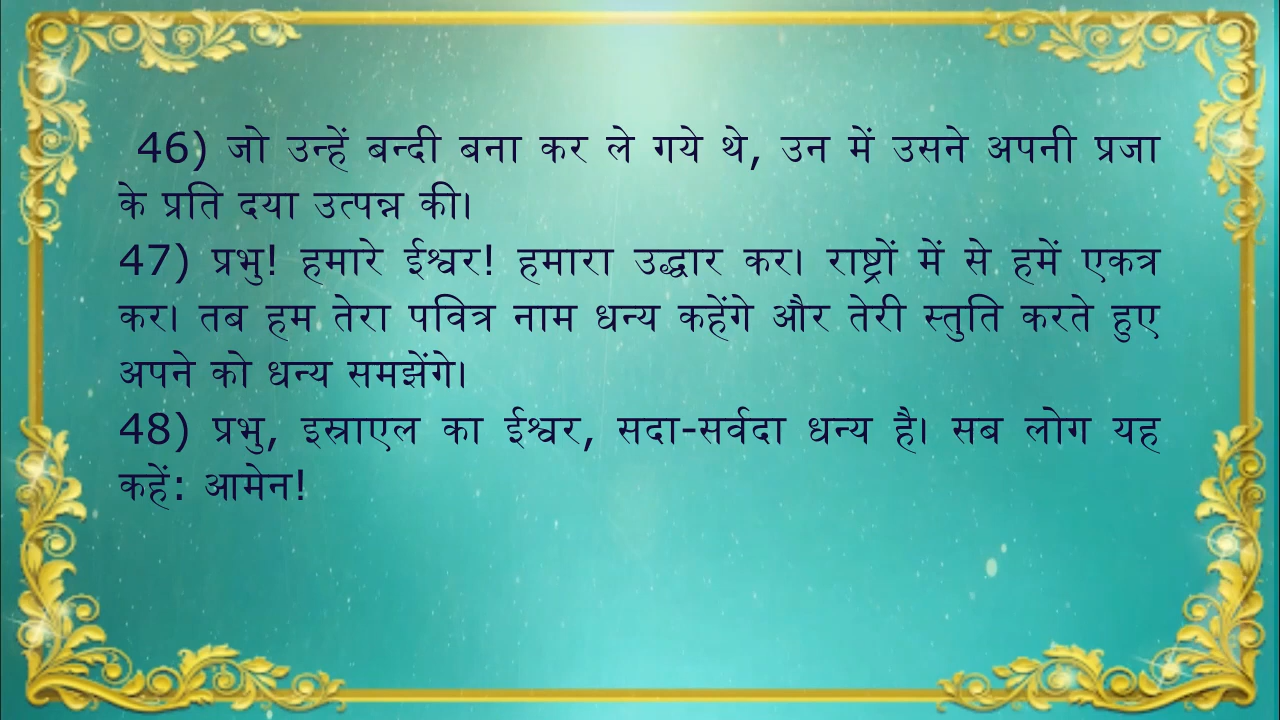 46) जो उन्हें बन्दी बना कर ले गये थे, उन में उसने अपनी प्रजा
के प्रति दया उत्पन्न की।
47) प्रभु! हमारे ईश्वर! हमारा उद्धार कर। राष्ट्रों में से हमें एकत्र
कर। तब हम तेरा पवित्र नाम धन्य कहेंगे और तेरी स्तुति करते हुए
अपने को धन्य समझेंगे।
48) प्रभु, इस्राएल का ईश्वर, सदा-सर्वदा धन्य है। सब लोग यह
कहें: आमेन!